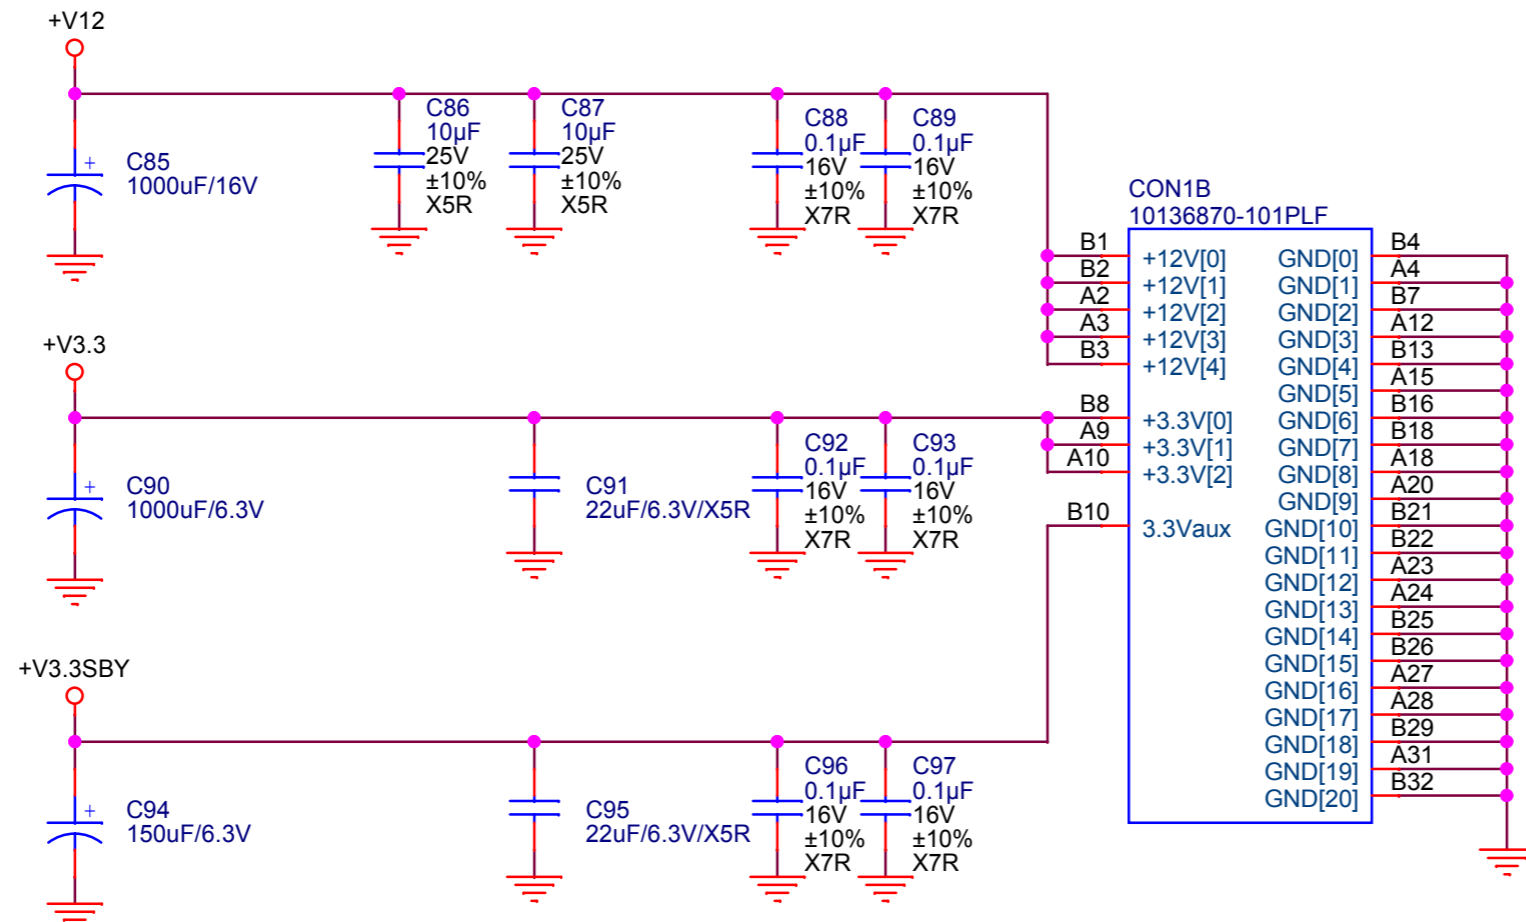 +V12
C85
+
1000uF/16V
C86
10µF
25V
±10%
X5R
C87
10µF
25V
±10%
X5R
C88
0.1µF
16V
±10%
X7R
C89
0.1µF
16V
±10%
X7R
+V3.3
+
C90
1000uF/6.3V
C91
22uF/6.3V/X5R
C92
0.1µF
16V
±10%
X7R
C93
0.1µF
16V
±10%
X7R
+V3.3SBY
+
C94
150uF/6.3V
C95
22uF/6.3V/X5R
C96
0.1µF
16V
±10%
X7R
C97
0.1µF
16V
±10%
X7R
CON1B
10136870-101PLF
B1 +12V[0] GND[0] B4
B2 +12V[1] GND[1] A4
A2 +12V[2] GND[2] B7
A3 +12V[3] GND[3] A12
B3 +12V[4] GND[4] B13
GND[5] A15
B8 +3.3V[0] GND[6] B16
A9 +3.3V[1] GND[7] B18
A10 +3.3V[2] GND[8] A18
GND[9] A20
B10 3.3Vaux GND[10] B21
GND[11] B22
GND[12] A23
GND[13] A24
GND[14] B25
GND[15] B26
GND[16] A27
GND[17] A28
GND[18] B29
GND[19] A31
GND[20] B32